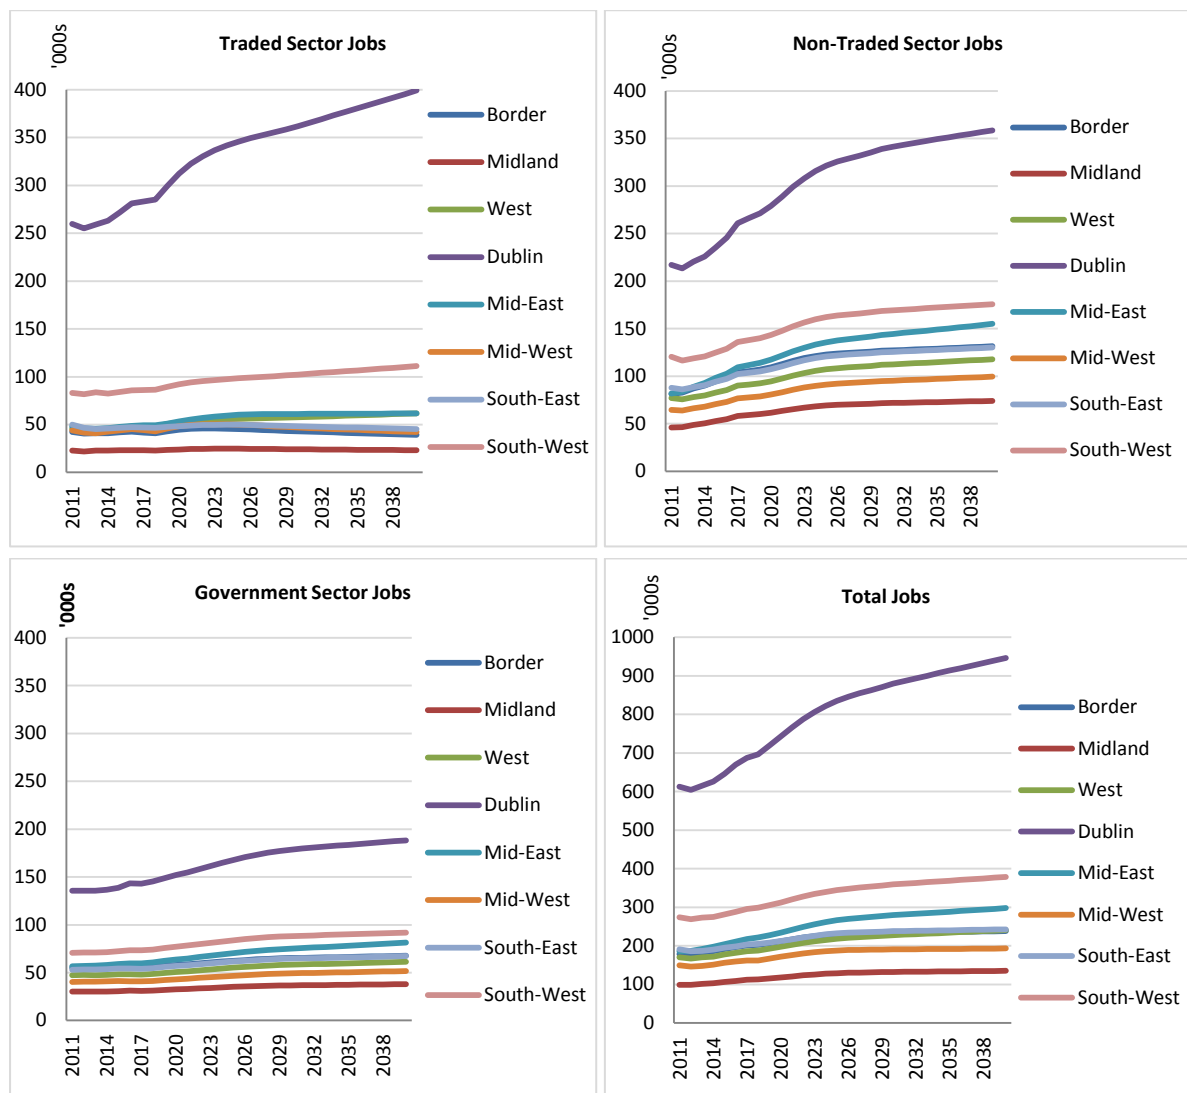 Traded Sector Jobs
'000s
400
350
300
250
200
150
100
50
0
2011
2014
2017
2020
2023
2026
2029
2032
2035
2038
Border
Midland
West
Dublin
Mid-East
Mid-West
South-East
South-West
Non-Traded Sector Jobs
'000s
400
350
300
250
200
150
100
50
0
2011
2014
2017
2020
2023
2026
2029
2032
2035
2038
Border
Midland
West
Dublin
Mid-East
Mid-West
South-East
South-West
Government Sector Jobs
'000s
400
350
300
250
200
150
100
50
0
2011
2014
2017
2020
2023
2026
2029
2032
2035
2038
Border
Midland
West
Dublin
Mid-East
Mid-West
South-East
South-West
Total Jobs
'000s
1000
900
800
700
600
500
400
300
200
100
0
2011
2014
2017
2020
2023
2026
2029
2032
2035
2038
Border
Midland
West
Dublin
Mid-East
Mid-West
South-East
South-West